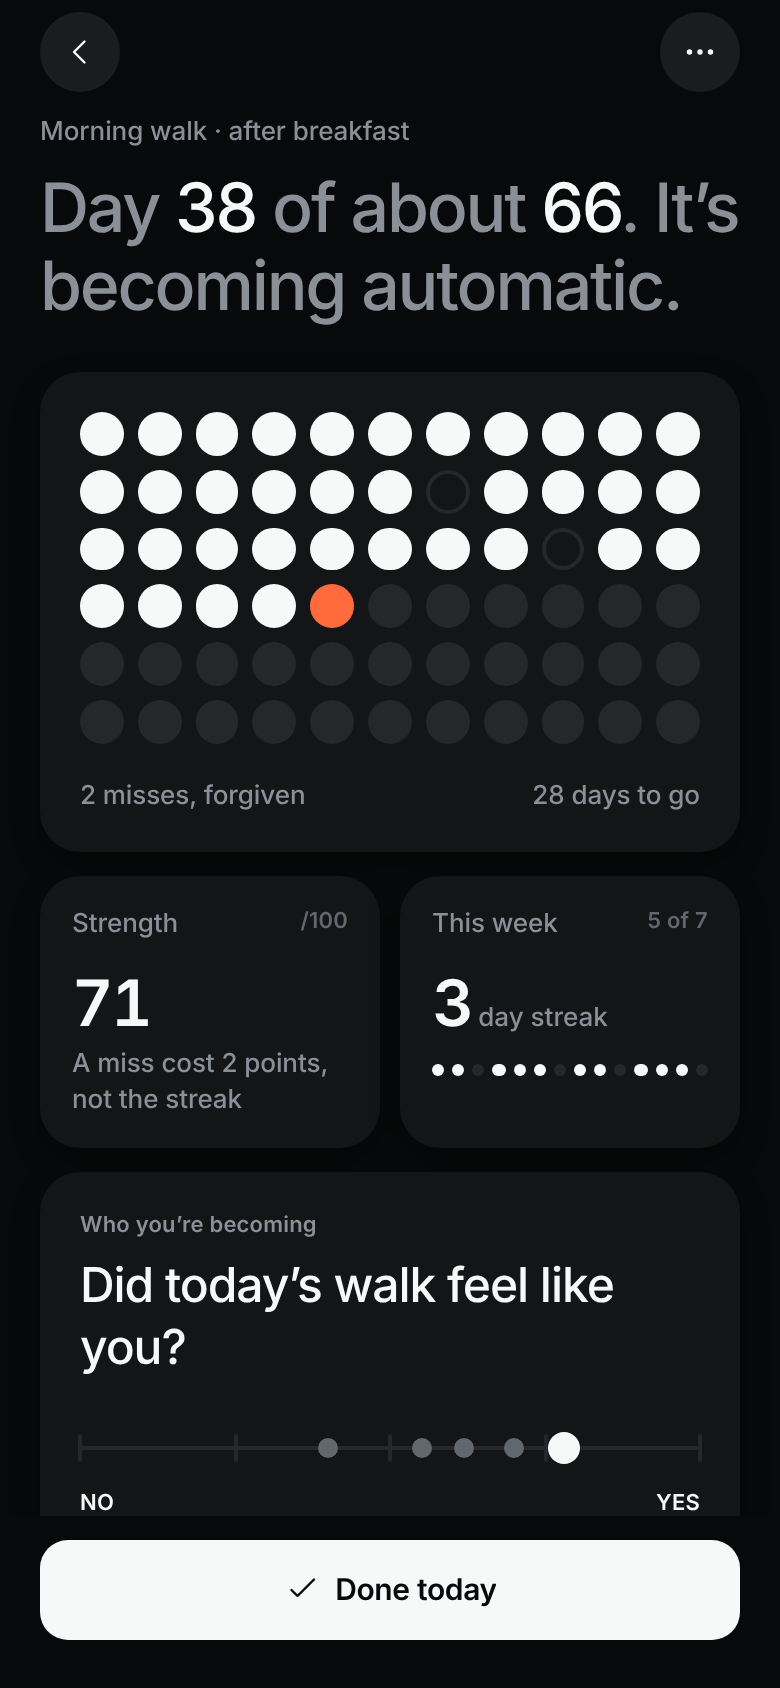 Morning walk · after breakfast
Day 38 of about 66. It’s
becoming automatic.
2 misses, forgiven
28 days to go
Strength
/100
71
A miss cost 2 points,
not the streak
This week
5 of 7
3 day streak
Who you’re becoming
Did today’s walk feel like
you?
NO
YES
Done today